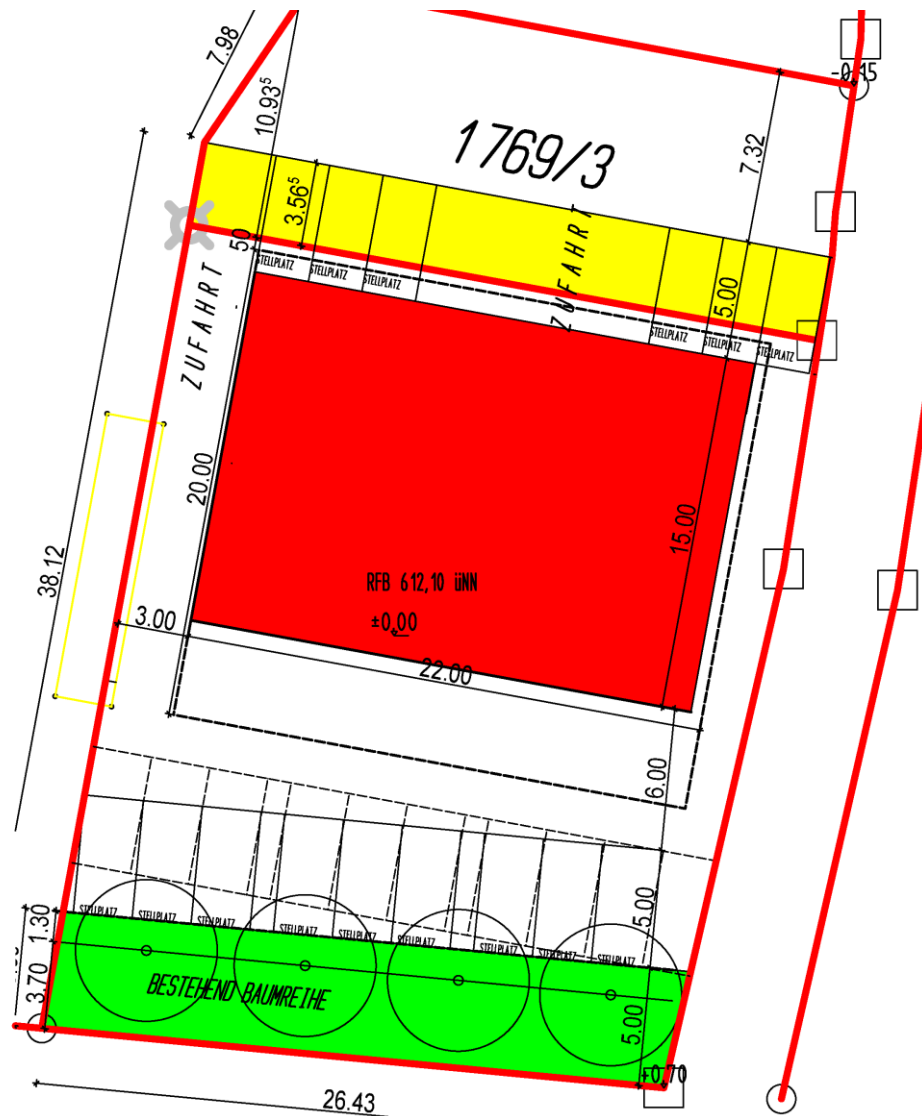 7.98
-0.15
10.93⁵
7.32
1769/3
3.56⁵
ZUFAHRT
50
ZUFAHRT
STELLPLATZ
STELLPLATZ
STELLPLATZ
5.00
STELLPLATZ
STELLPLATZ
STELLPLATZ
20.00
15.00
38.12
RFB 612,10 üNN
±0,00
3.00
22.00
6.00
5.00
1.30
STELLPLATZ
STELLPLATZ
STELLPLATZ
STELLPLATZ
STELLPLATZ
STELLPLATZ
STELLPLATZ
STELLPLATZ
STELLPLATZ
3.70
BESTEHEND BAUMREIHE
5.00
+0,70
26.43